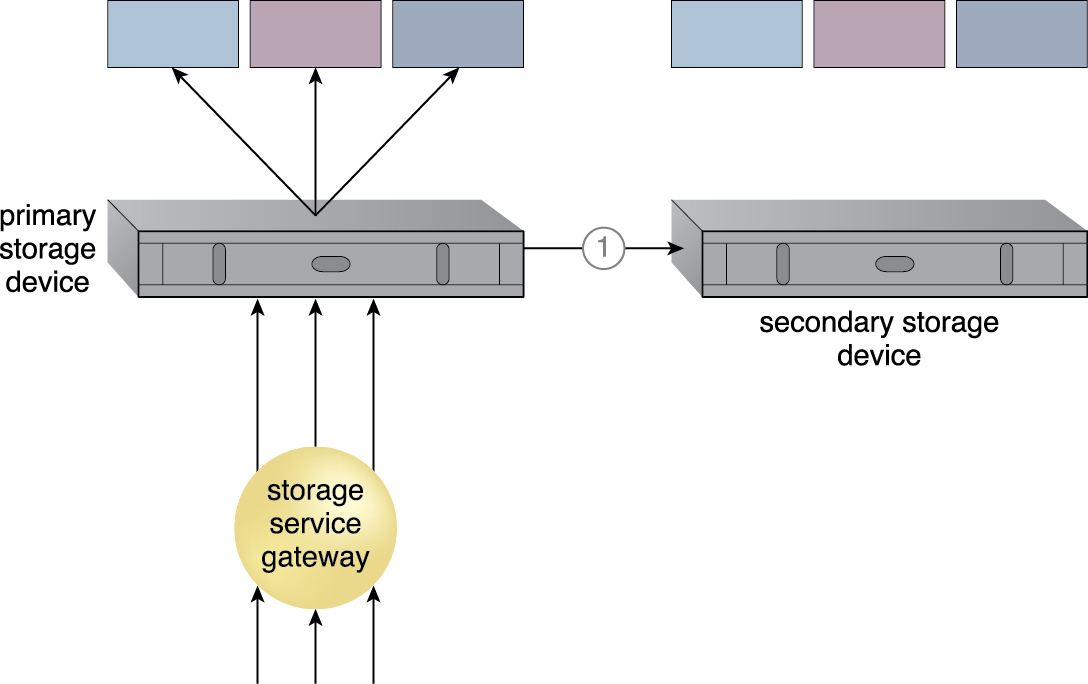 primary
storage
device
1
secondary storage
device
storage
service
gateway